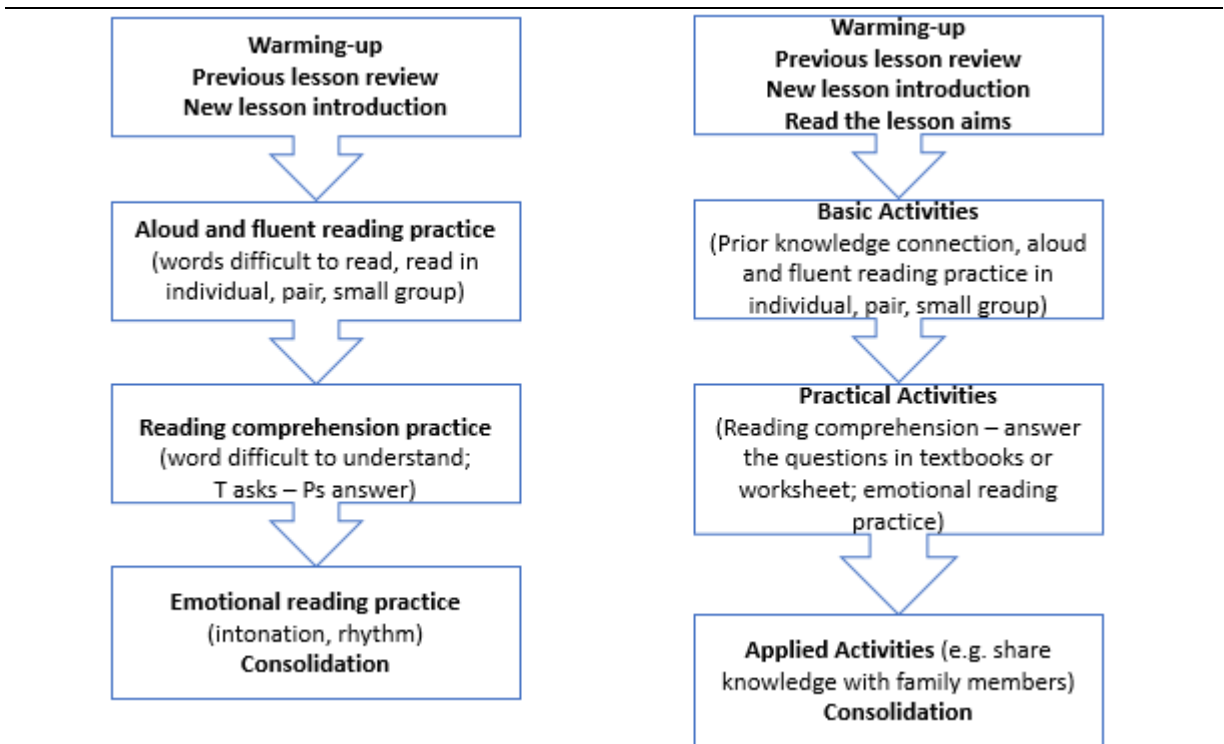 Warming-up
Previous lesson review
New lesson introduction
Aloud and fluent reading practice
(words difficult to read, read in
individual, pair, small group)
Reading comprehension practice
(word difficult to understand;
T asks – Ps answer)
Emotional reading practice
(intonation, rhythm)
Consolidation
Warming-up
Previous lesson review
New lesson introduction
Read the lesson aims
Basic Activities
(Prior knowledge connection, aloud
and fluent reading practice in
individual, pair, small group)
Practical Activities
(Reading comprehension – answer
the questions in textbooks or
worksheet; emotional reading
practice)
Applied Activities (e.g. share
knowledge with family members)
Consolidation